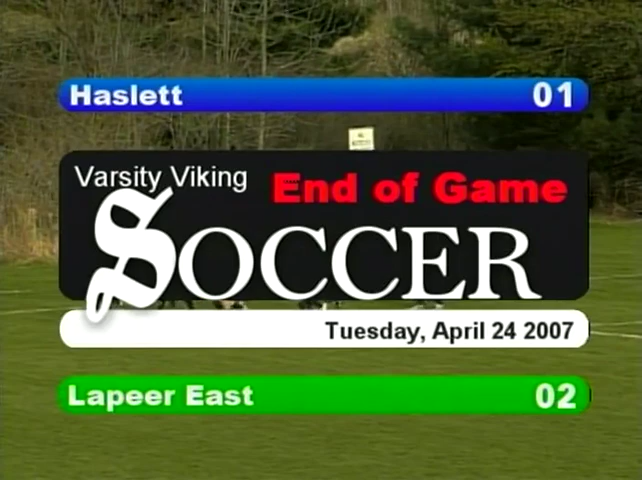 Haslett 01
Varsity Viking
End of Game
SOCCER
Tuesday, April 24 2007
Lapeer East 02